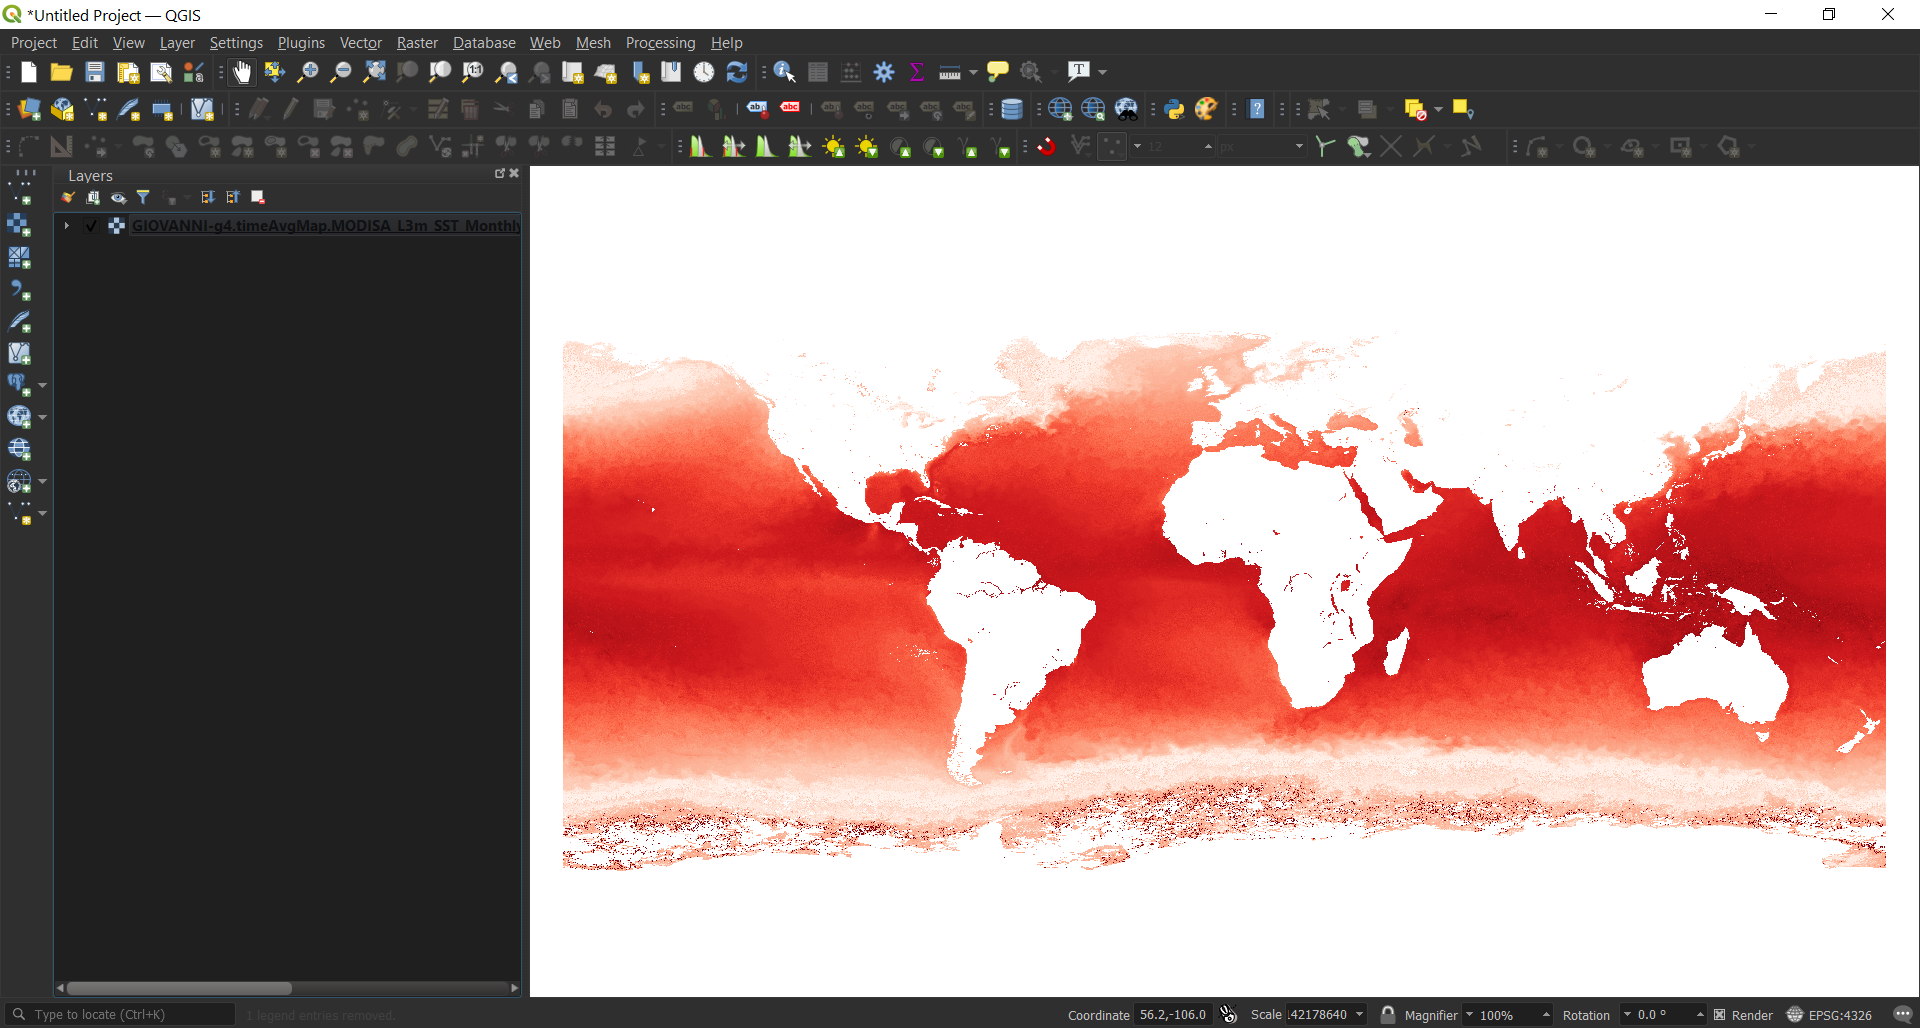 *Untitled Project — QGIS
Project Edit View Layer Settings Plugins Vector Raster Database Web Mesh Processing Help
Layers
GIOVANNI-g4.timeAvgMap.MODISA_L3m_SST_Monthly
Type to locate (Ctrl+K)
1 legend entries removed.
Coordinate 56.2,-106.0 Scale 142178640 Magnifier 100% Rotation 0.0 ° Render EPSG:4326